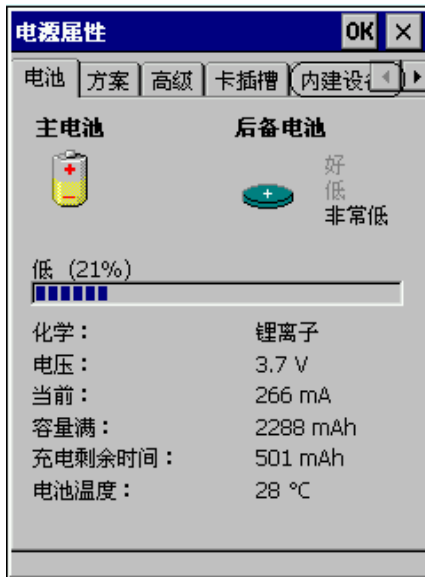 电源属性 OK ×
电池 方案 高级 卡插槽 内建设备
主电池 后备电池
好
低
非常低
低 (21%)
化学： 锂离子
电压： 3.7 V
当前： 266 mA
容量满： 2288 mAh
充电剩余时间： 501 mAh
电池温度： 28 °C